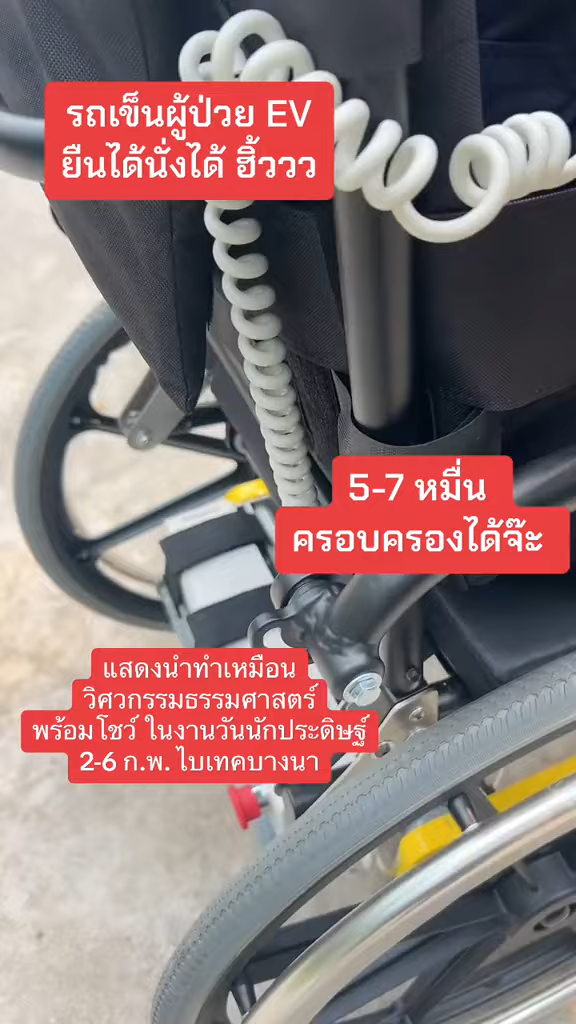 รถเข็นผู้ป่วย EV
ยืนได้นั่งได้ ฮิ้ววว
5-7 หมื่น
ครอบครองได้จ๊ะ
แสดงนำทำเหมือน
วิศวกรรมธรรมศาสตร์
พร้อมโชว์ ในงานวันนักประดิษฐ์
2-6 ก.พ. ไบเทคบางนา